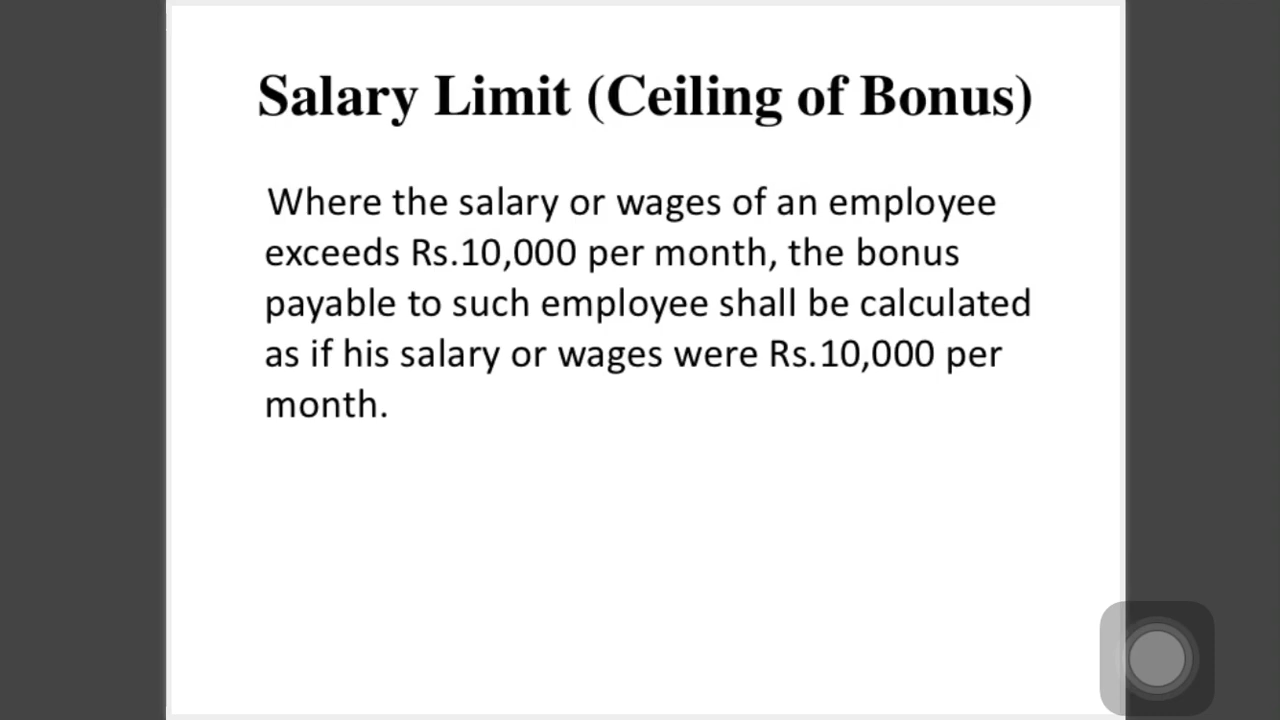 Salary Limit (Ceiling of Bonus)
Where the salary or wages of an employee
exceeds Rs.10,000 per month, the bonus
payable to such employee shall be calculated
as if his salary or wages were Rs.10,000 per
month.